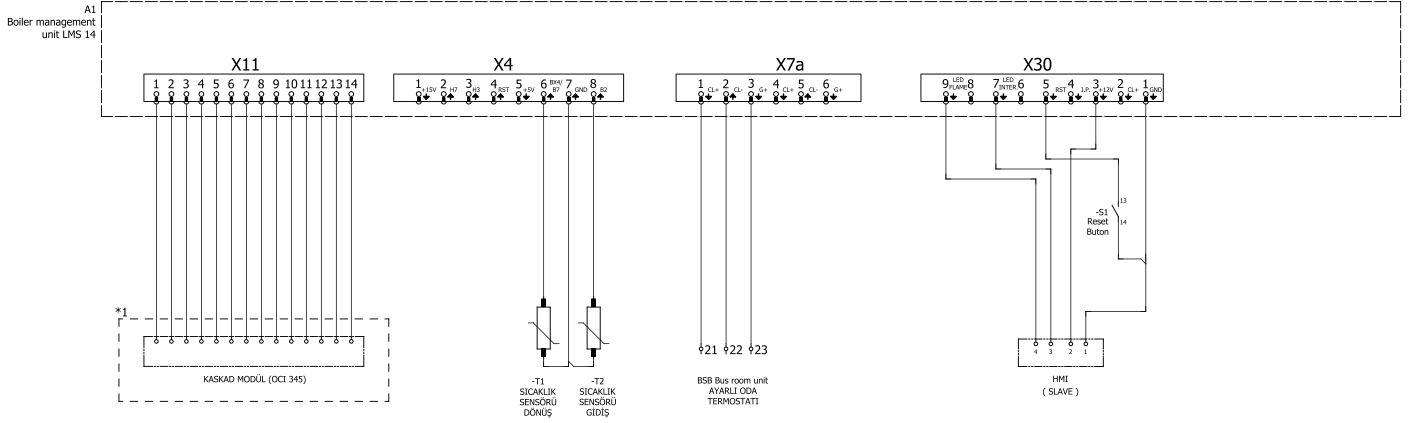 A1
Boiler management
unit LMS 14
X11
X4
X7a
X30
1 2 3 4 5 6 7 8 9 10 11 12 13 14
1 +15V 2 H7 3 H3 4 RST 5 +5V 6 BX4/ B7 7 GND 8 B2
1 CL+ 2 CL- 3 G+ 4 CL+ 5 CL- 6 G+
9 LED FLAME 8 7 LED INTER. 6 5 RST 4 I.P. 3 +12V 2 CL+ 1 GND
13
-S1
Reset
Buton
14
*1
21 22 23
4 3 2 1
KASKAD MODÜL (OCI 345)
-T1
SICAKLIK
SENSÖRÜ
DÖNÜŞ
-T2
SICAKLIK
SENSÖRÜ
GİDİŞ
BSB Bus room unit
AYARLI ODA
TERMOSTATI
HMI
( SLAVE )